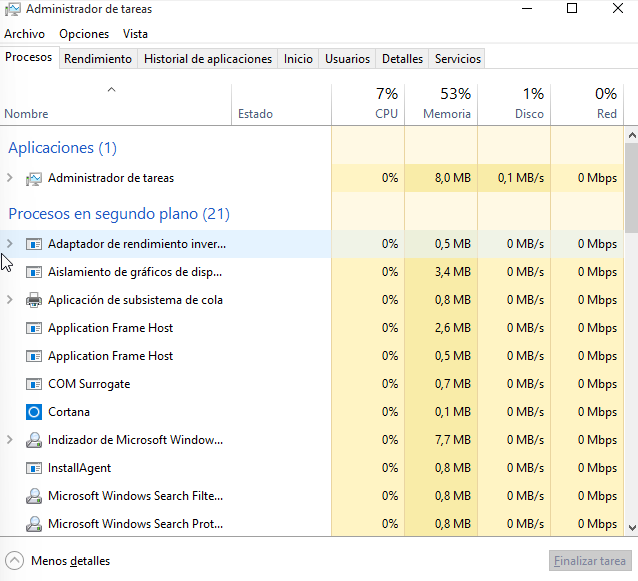 Administrador de tareas
Archivo Opciones Vista
Procesos Rendimiento Historial de aplicaciones Inicio Usuarios Detalles Servicios
7% 53% 1% 0%
Nombre Estado CPU Memoria Disco Red
Aplicaciones (1)
Administrador de tareas 0% 8,0 MB 0,1 MB/s 0 Mbps
Procesos en segundo plano (21)
Adaptador de rendimiento inver... 0% 0,5 MB 0 MB/s 0 Mbps
Aislamiento de gráficos de disp... 0% 3,4 MB 0 MB/s 0 Mbps
Aplicación de subsistema de cola 0% 0,8 MB 0 MB/s 0 Mbps
Application Frame Host 0% 2,6 MB 0 MB/s 0 Mbps
Application Frame Host 0% 0,5 MB 0 MB/s 0 Mbps
COM Surrogate 0% 0,7 MB 0 MB/s 0 Mbps
Cortana 0% 0,1 MB 0 MB/s 0 Mbps
Indizador de Microsoft Window... 0% 7,7 MB 0 MB/s 0 Mbps
InstallAgent 0% 0,8 MB 0 MB/s 0 Mbps
Microsoft Windows Search Filte... 0% 0,8 MB 0 MB/s 0 Mbps
Microsoft Windows Search Prot... 0% 0,8 MB 0 MB/s 0 Mbps
Menos detalles Finalizar tarea